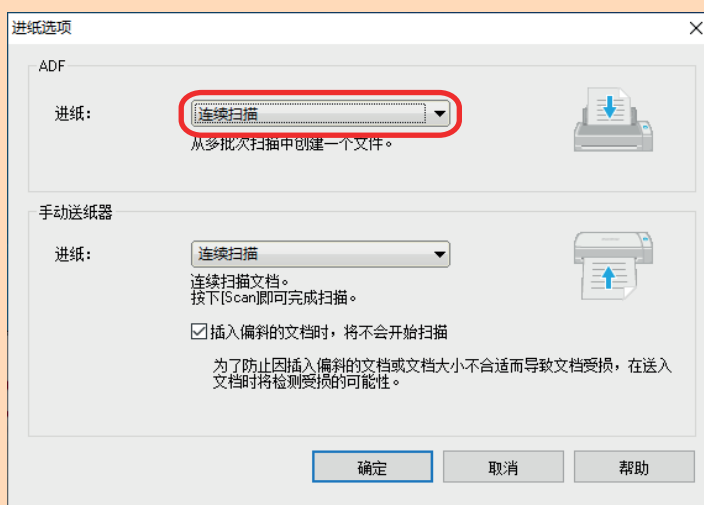 进纸选项
ADF
进纸：
连续扫描
从多批次扫描中创建一个文件。
手动送纸器
进纸：
连续扫描
连续扫描文档。
按下[Scan]即可完成扫描。
插入偏斜的文档时，将不会开始扫描
为了防止因插入偏斜的文档或文档大小不合适而导致文档受损，在送入
文档时将检测受损的可能性。
确定
取消
帮助